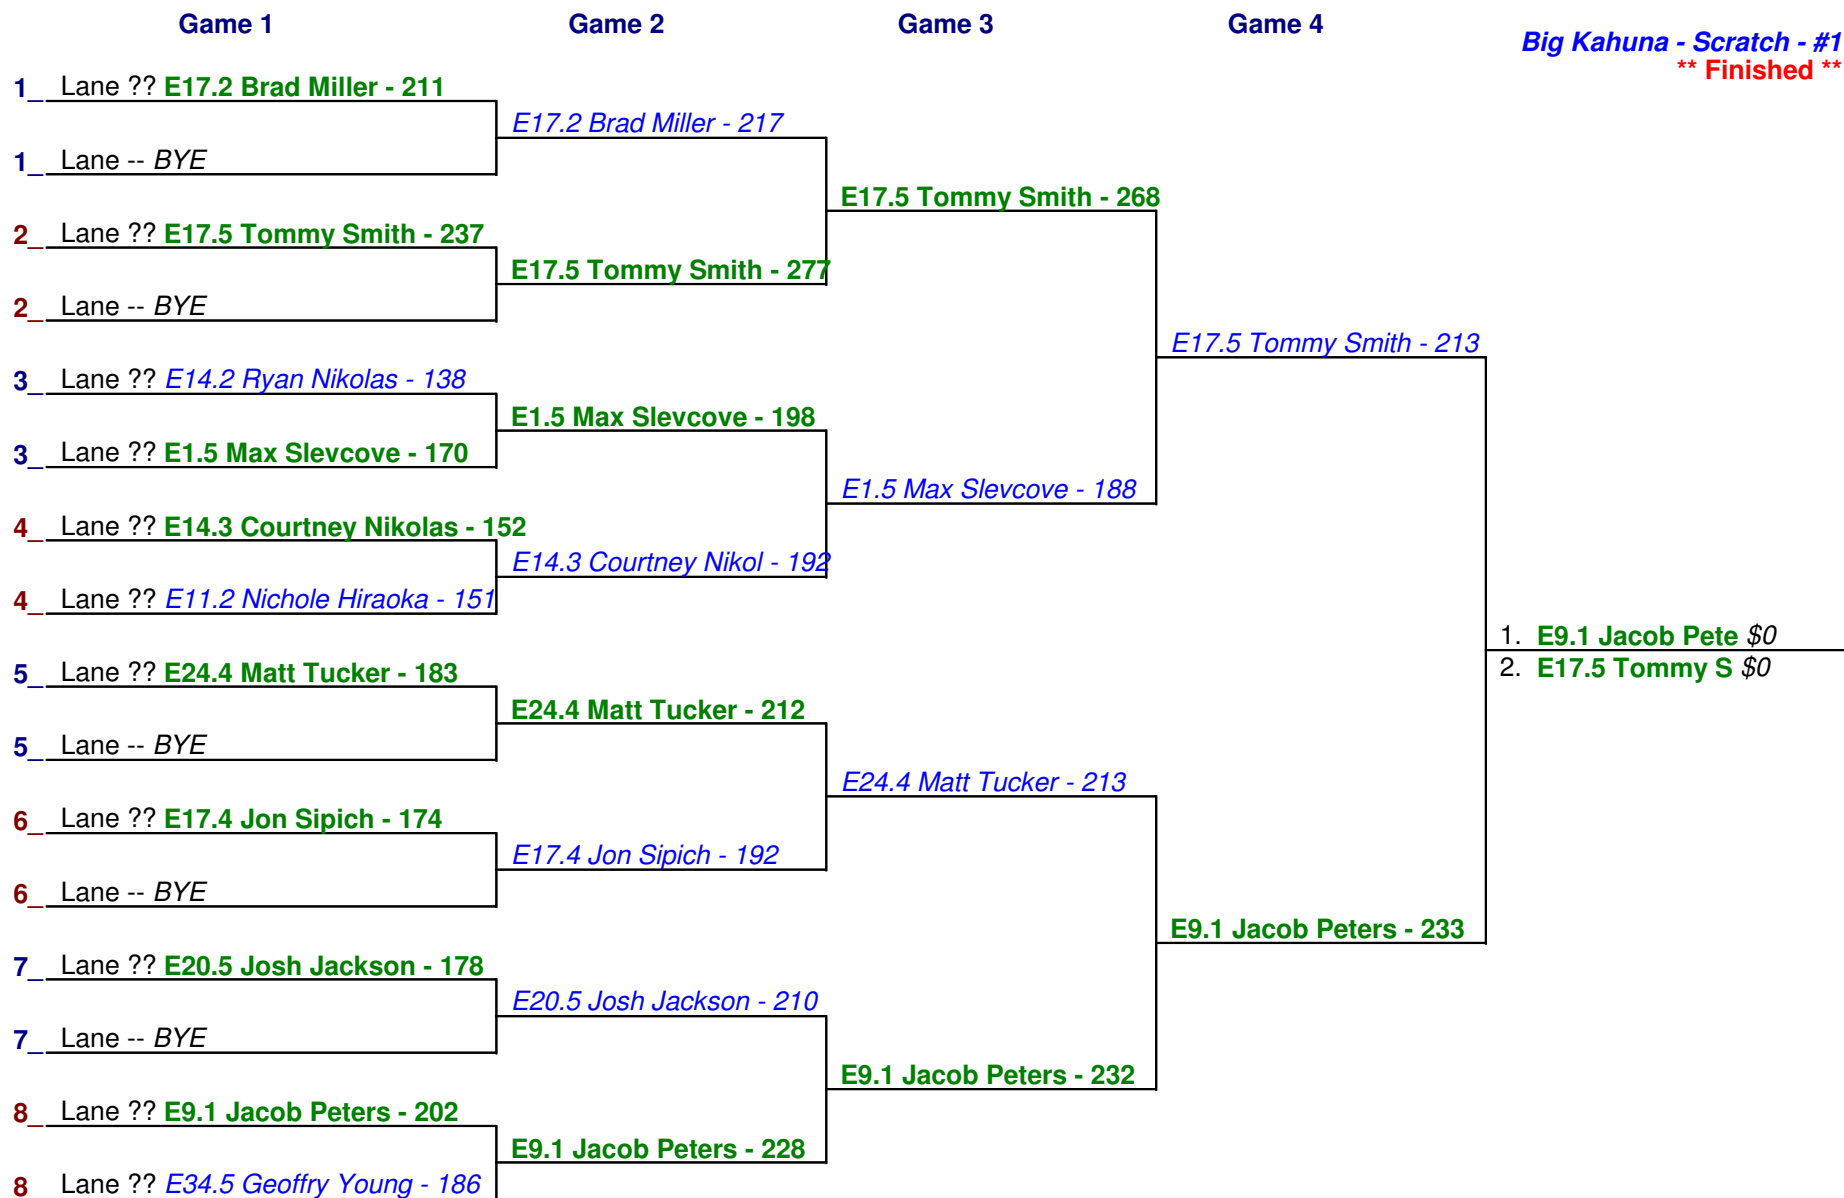 Game 1 Game 2 Game 3 Game 4
Big Kahuna - Scratch - #1
** Finished **
1_ Lane ?? E17.2 Brad Miller - 211
E17.2 Brad Miller - 217
1_ Lane -- BYE
E17.5 Tommy Smith - 268
2_ Lane ?? E17.5 Tommy Smith - 237
E17.5 Tommy Smith - 277
2_ Lane -- BYE
E17.5 Tommy Smith - 213
3_ Lane ?? E14.2 Ryan Nikolas - 138
E1.5 Max Slevcove - 198
3_ Lane ?? E1.5 Max Slevcove - 170
E1.5 Max Slevcove - 188
4_ Lane ?? E14.3 Courtney Nikolas - 152
E14.3 Courtney Nikol - 192
4_ Lane ?? E11.2 Nichole Hiraoka - 151
1. E9.1 Jacob Pete $0
2. E17.5 Tommy S $0
5_ Lane ?? E24.4 Matt Tucker - 183
E24.4 Matt Tucker - 212
5_ Lane -- BYE
E24.4 Matt Tucker - 213
6_ Lane ?? E17.4 Jon Sipich - 174
E17.4 Jon Sipich - 192
6_ Lane -- BYE
E9.1 Jacob Peters - 233
7_ Lane ?? E20.5 Josh Jackson - 178
E20.5 Josh Jackson - 210
7_ Lane -- BYE
E9.1 Jacob Peters - 232
8_ Lane ?? E9.1 Jacob Peters - 202
E9.1 Jacob Peters - 228
8 Lane ?? E34.5 Geoffry Young - 186